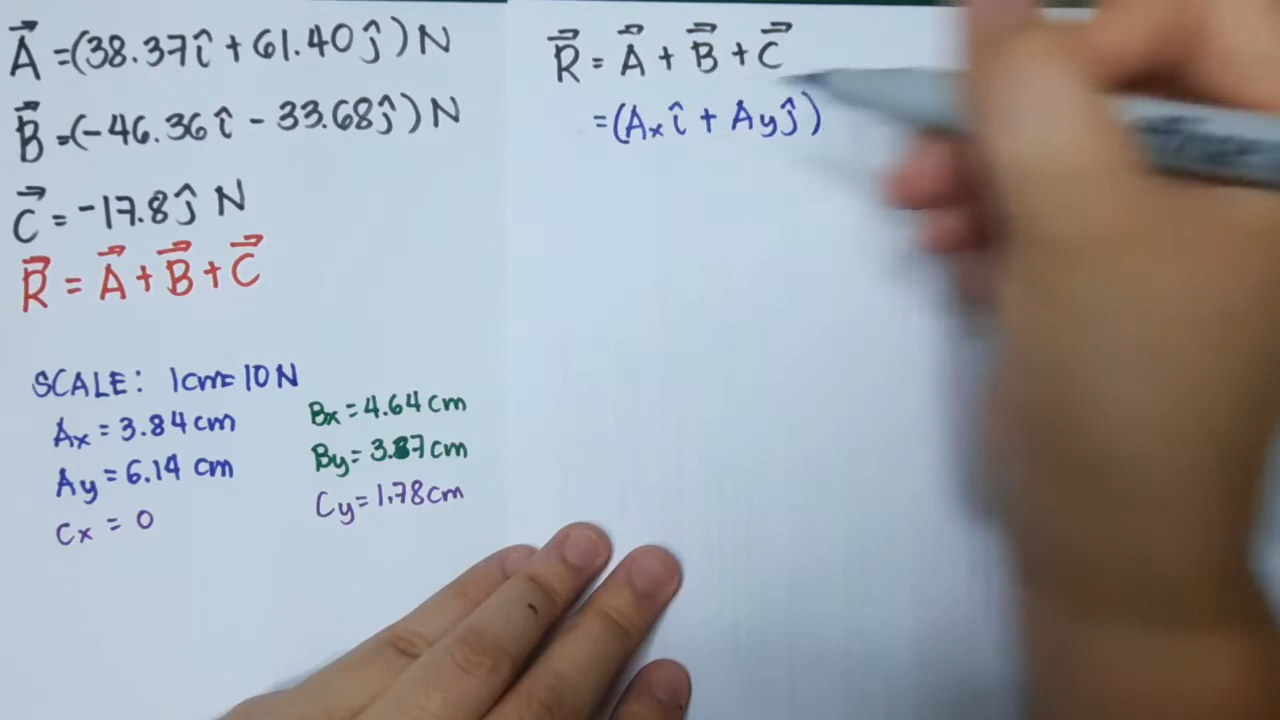 A⃗ =(38.37î + 61.40ĵ) N
B⃗ =(-46.36î - 33.68ĵ) N
C⃗ = -17.8ĵ N
R⃗ = A⃗ + B⃗ + C⃗
SCALE: 1cm=10N
Ax = 3.84 cm
Ay = 6.14 cm
Cx = 0
Bx = 4.64 cm
By = 3.37 cm
Cy = 1.78 cm
R⃗ = A⃗ + B⃗ + C⃗
=(Axî + Ayĵ)